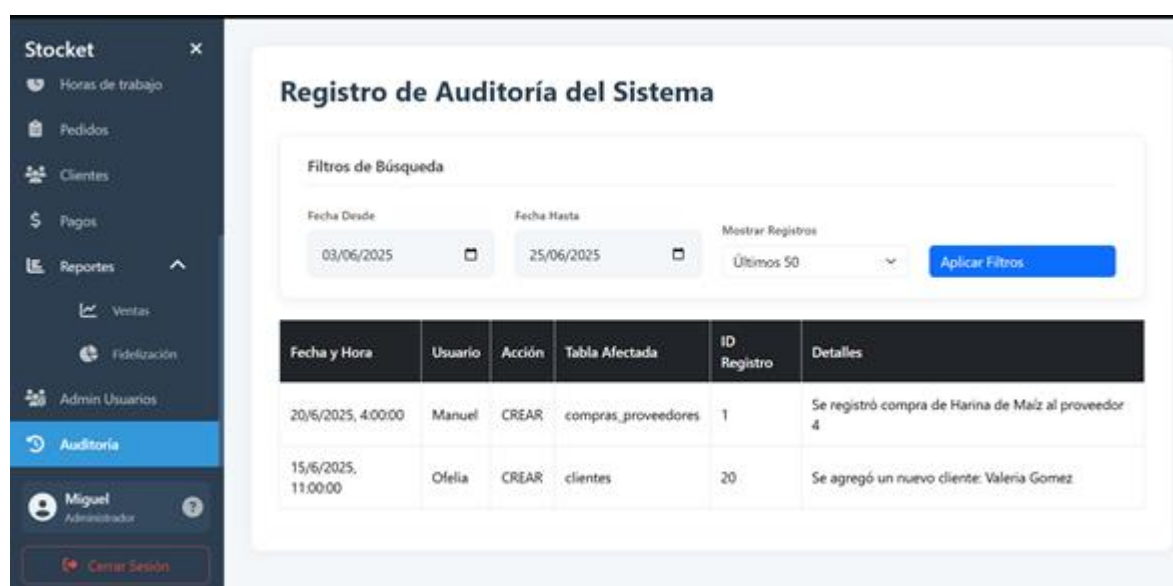 Stocket ×
Horas de trabajo
Pedidos
Clientes
$ Pagos
Reportes
Ventas
Fidelización
Admin Usuarios
Auditoría
Miguel
Administrador
?
Cerrar Sesión
Registro de Auditoría del Sistema
Filtros de Búsqueda
Fecha Desde
03/06/2025
Fecha Hasta
25/06/2025
Mostrar Registros
Últimos 50
Aplicar Filtros
Fecha y Hora Usuario Acción Tabla Afectada ID Registro Detalles
20/6/2025, 4:00:00 Manuel CREAR compras_proveedores 1 Se registró compra de Harina de Maíz al proveedor
4
15/6/2025,
11:00:00 Ofelia CREAR clientes 20 Se agregó un nuevo cliente: Valeria Gomez